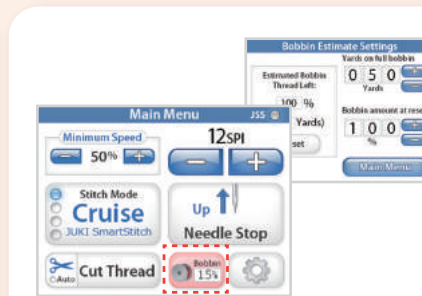 Bobbin Estimate Settings
Yards on full bobbin
Estimated Bobbin
Thread Left:
0 5 0
Yards
100 %
Yards)
Bobbin amount at
1 0 0
%
Main Menu
Main Menu
JSS
Minimum Speed
50%
12SPI
Stitch Mode
Cruise
JUKI SmartStitch
Up
Needle Stop
Auto
Cut Thread
Bobbin
15%